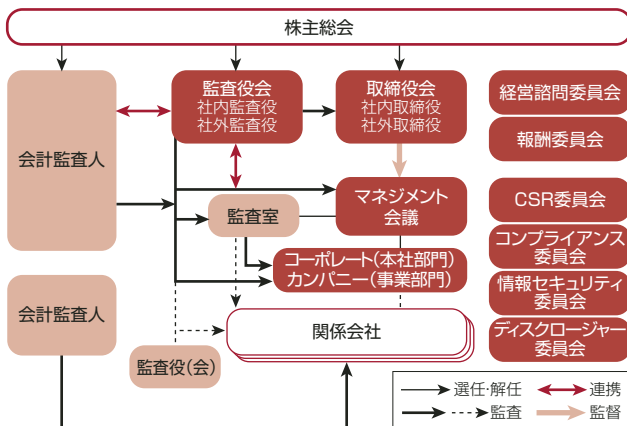 株主総会
会計監査人
監査役会
社内監査役
社外監査役
取締役会
社内取締役
社外取締役
経営諮問委員会
報酬委員会
マネジメント
会議
CSR委員会
監査室
コンプライアンス
委員会
コーポレート(本社部門)
カンパニー(事業部門)
情報セキュリティ
委員会
会計監査人
関係会社
ディスクロージャー
委員会
監査役(会)
選任・解任
連携
監査
監督